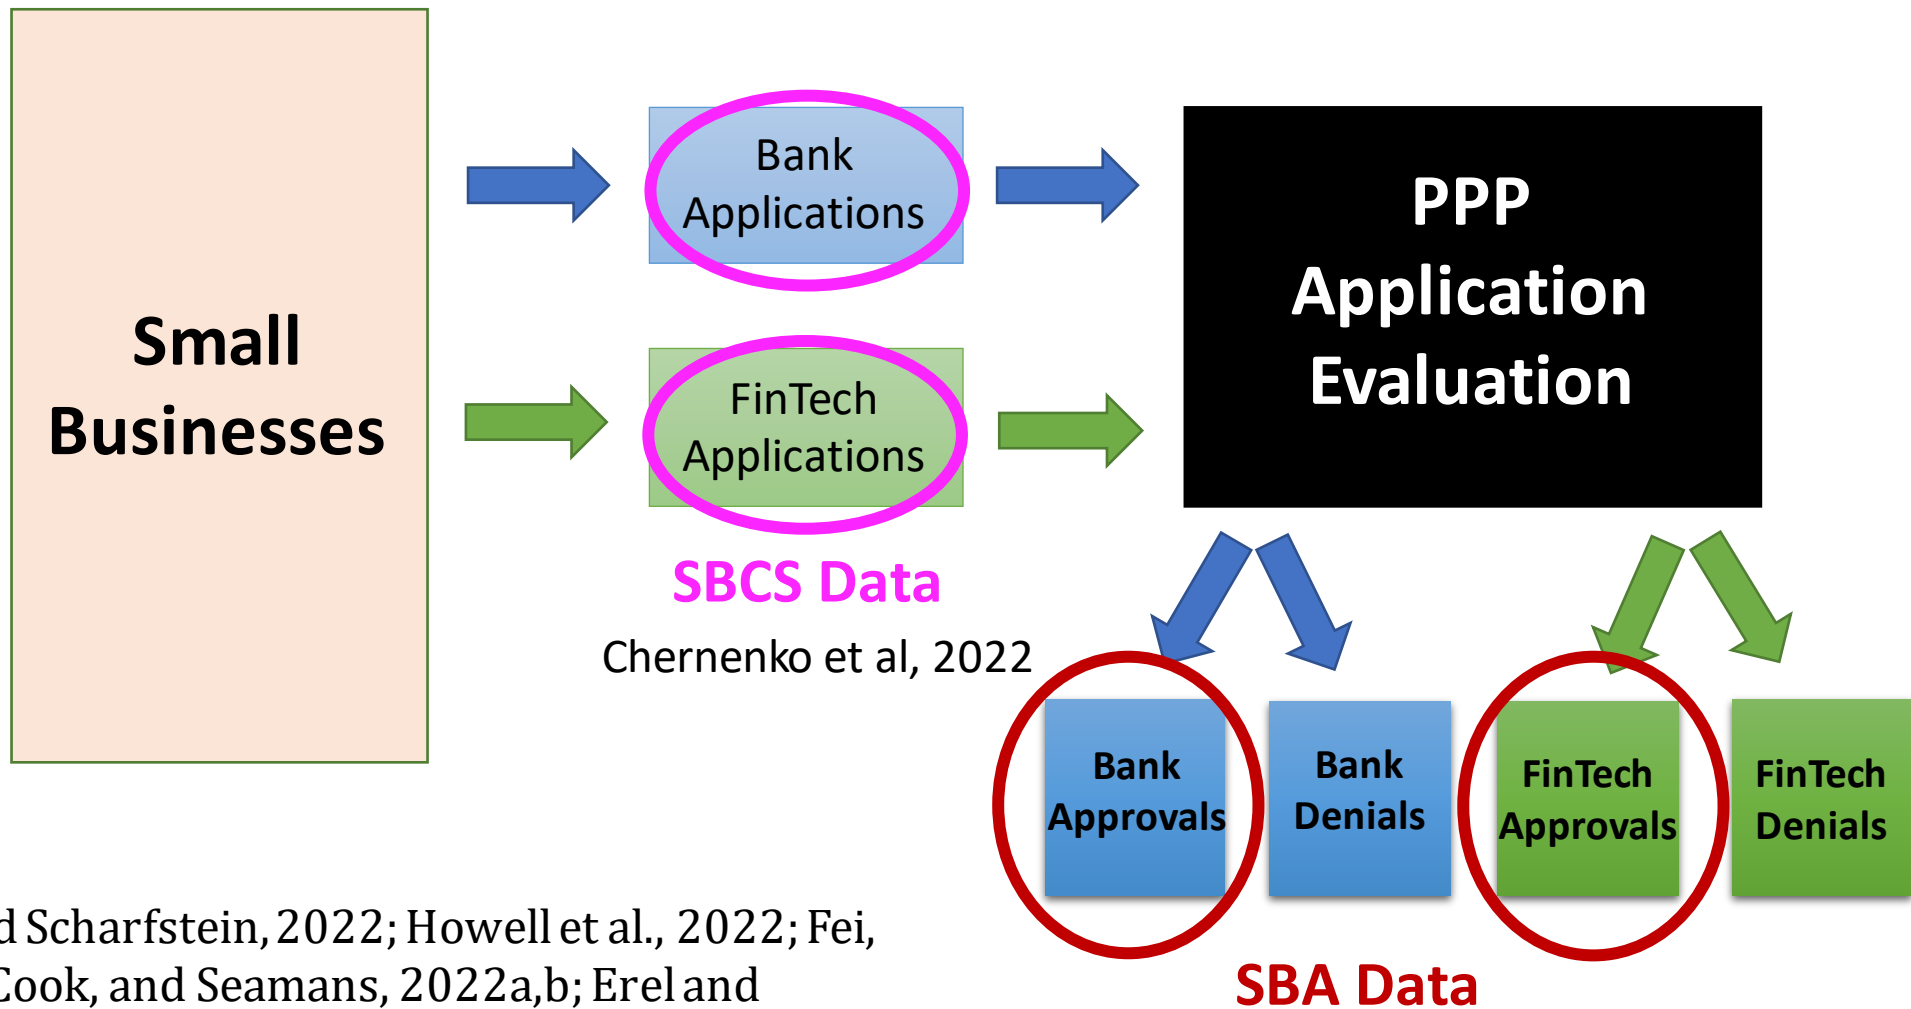 Small
Businesses
Bank
Applications
FinTech
Applications
SBCS Data
Chernenko et al, 2022
PPP
Application
Evaluation
Bank
Approvals
Bank
Denials
FinTech
Approvals
FinTech
Denials
SBA Data
d Scharfstein, 2022; Howell et al., 2022; Fei,
Cook, and Seamans, 2022a,b; Erel and